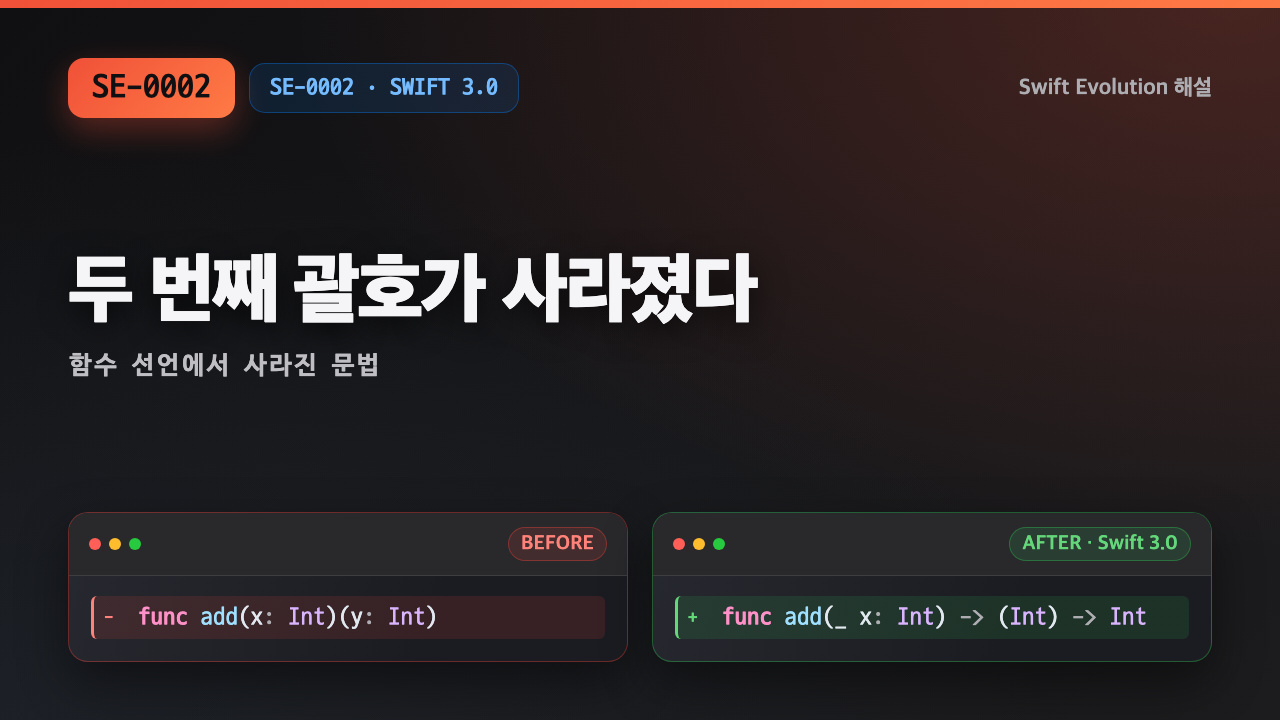 SE-0002
SE-0002 · SWIFT 3.0
Swift Evolution 해설
두 번째 괄호가 사라졌다
함수 선언에서 사라진 문법
BEFORE
- func add(x: Int)(y: Int)
AFTER · Swift 3.0
+ func add(_ x: Int) -> (Int) -> Int